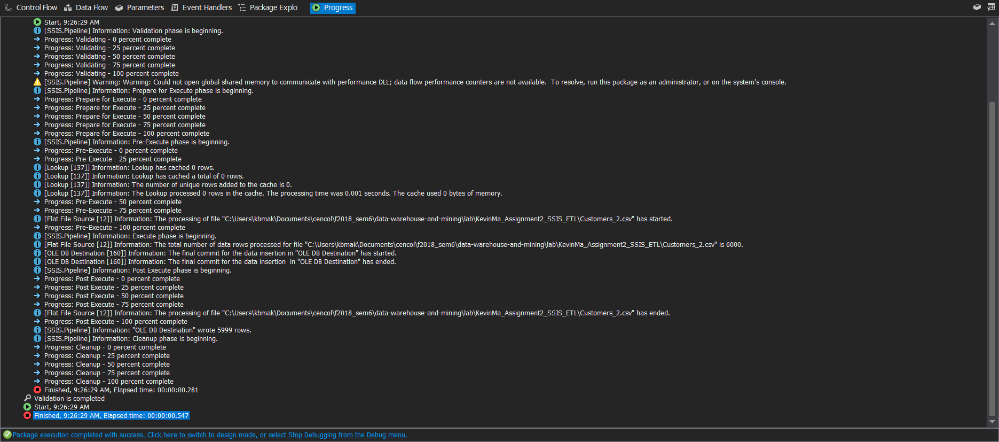 Control Flow Data Flow Parameters Event Handlers Package Explo Progress
Start, 9:26:29 AM
[SSIS.Pipeline] Information: Validation phase is beginning.
Progress: Validating - 0 percent complete
Progress: Validating - 25 percent complete
Progress: Validating - 50 percent complete
Progress: Validating - 75 percent complete
Progress: Validating - 100 percent complete
[SSIS.Pipeline] Warning: Warning: Could not open global shared memory to communicate with performance DLL; data flow performance counters are not available.  To resolve, run this package as an administrator, or on the system's console.
[SSIS.Pipeline] Information: Prepare for Execute phase is beginning.
Progress: Prepare for Execute - 0 percent complete
Progress: Prepare for Execute - 25 percent complete
Progress: Prepare for Execute - 50 percent complete
Progress: Prepare for Execute - 75 percent complete
Progress: Prepare for Execute - 100 percent complete
[SSIS.Pipeline] Information: Pre-Execute phase is beginning.
Progress: Pre-Execute - 0 percent complete
Progress: Pre-Execute - 25 percent complete
[Lookup [137]] Information: Lookup has cached 0 rows.
[Lookup [137]] Information: Lookup has cached a total of 0 rows.
[Lookup [137]] Information: The number of unique rows added to the cache is 0.
[Lookup [137]] Information: The Lookup processed 0 rows in the cache. The processing time was 0.001 seconds. The cache used 0 bytes of memory.
Progress: Pre-Execute - 50 percent complete
Progress: Pre-Execute - 75 percent complete
[Flat File Source [12]] Information: The processing of file "C:\Users\kbmak\Documents\cencol\f2018_sem6\data-warehouse-and-mining\lab\KevinMa_Assignment2_SSIS_ETL\Customers_2.csv" has started.
Progress: Pre-Execute - 100 percent complete
[SSIS.Pipeline] Information: Execute phase is beginning.
[Flat File Source [12]] Information: The total number of data rows processed for file "C:\Users\kbmak\Documents\cencol\f2018_sem6\data-warehouse-and-mining\lab\KevinMa_Assignment2_SSIS_ETL\Customers_2.csv" is 6000.
[OLE DB Destination [160]] Information: The final commit for the data insertion in "OLE DB Destination" has started.
[OLE DB Destination [160]] Information: The final commit for the data insertion  in "OLE DB Destination" has ended.
[SSIS.Pipeline] Information: Post Execute phase is beginning.
Progress: Post Execute - 0 percent complete
Progress: Post Execute - 25 percent complete
Progress: Post Execute - 50 percent complete
Progress: Post Execute - 75 percent complete
[Flat File Source [12]] Information: The processing of file "C:\Users\kbmak\Documents\cencol\f2018_sem6\data-warehouse-and-mining\lab\KevinMa_Assignment2_SSIS_ETL\Customers_2.csv" has ended.
Progress: Post Execute - 100 percent complete
[SSIS.Pipeline] Information: "OLE DB Destination" wrote 5999 rows.
[SSIS.Pipeline] Information: Cleanup phase is beginning.
Progress: Cleanup - 0 percent complete
Progress: Cleanup - 25 percent complete
Progress: Cleanup - 50 percent complete
Progress: Cleanup - 75 percent complete
Progress: Cleanup - 100 percent complete
Finished, 9:26:29 AM, Elapsed time: 00:00:00.281
Validation is completed
Start, 9:26:29 AM
Finished, 9:26:29 AM, Elapsed time: 00:00:00.547
Package execution completed with success. Click here to switch to design mode, or select Stop Debugging from the Debug menu.